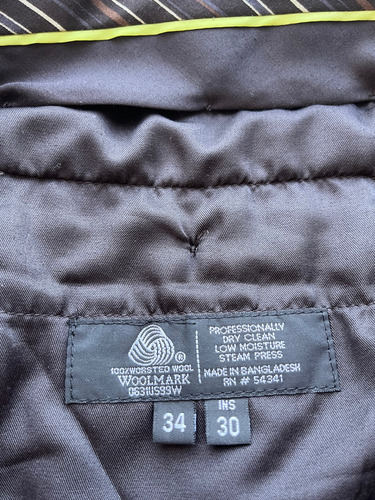 ®
100% WORSTED WOOL
WOOLMARK
0631US99W
PROFESSIONALLY
DRY CLEAN
LOW MOISTURE
STEAM PRESS
MADE IN BANGLADESH
RN # 54341
34
INS
30